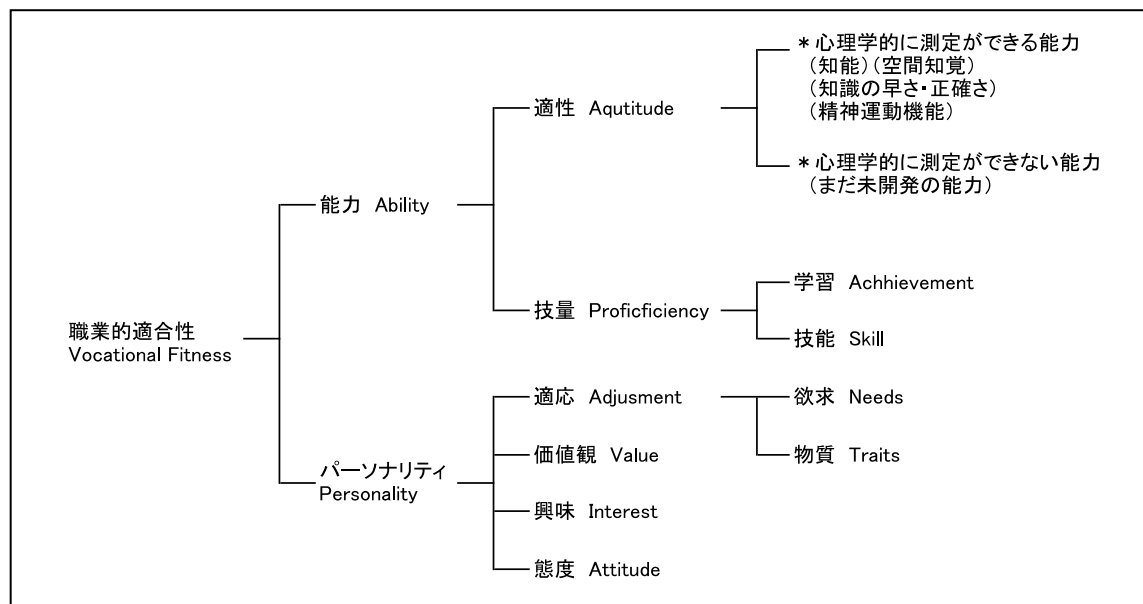 ＊心理学的に測定ができる能力
（知能）（空間知覚）
（知識の早さ・正確さ）
（精神運動機能）
適性 Aqutitude
＊心理学的に測定ができない能力
（まだ未開発の能力）
能力 Ability
学習 Achhievement
技量 Proficficiency
技能 Skill
職業的適合性
Vocational Fitness
適応 Adjusment
欲求 Needs
価値観 Value
物質 Traits
パーソナリティ
Personality
興味 Interest
態度 Attitude